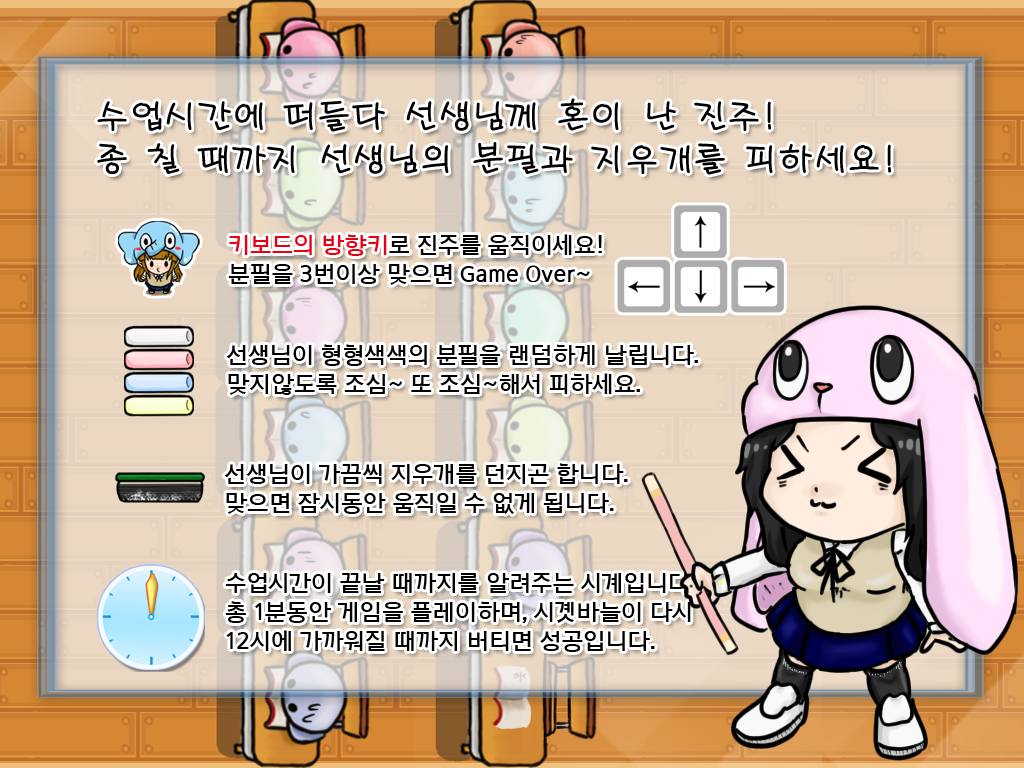 수업시간에 떠들다 선생님께 혼이 난 진주!
종 칠 때까지 선생님의 분필과 지우개를 피하세요!
키보드의 방향키로 진주를 움직이세요!
분필을 3번이상 맞으면 Game Over~
↑
← ↓ →
선생님이 형형색색의 분필을 랜덤하게 날립니다.
맞지않도록 조심~ 또 조심~해서 피하세요.
선생님이 가끔씩 지우개를 던지곤 합니다.
맞으면 잠시동안 움직일 수 없게 됩니다.
수업시간이 끝날 때까지를 알려주는 시계입니다
총 1분동안 게임을 플레이하며, 시곗바늘이 다시
12시에 가까워질 때까지 버티면 성공입니다.